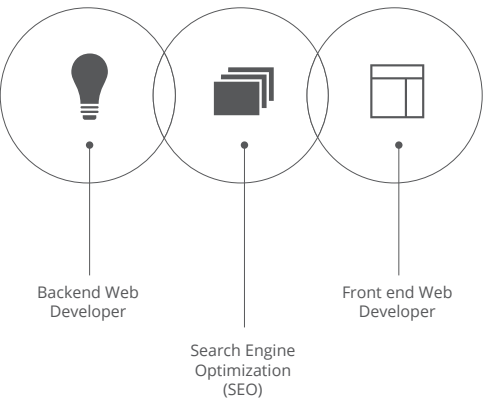 Backend Web
Developer
Search Engine
Optimization
(SEO)
Front end Web
Developer